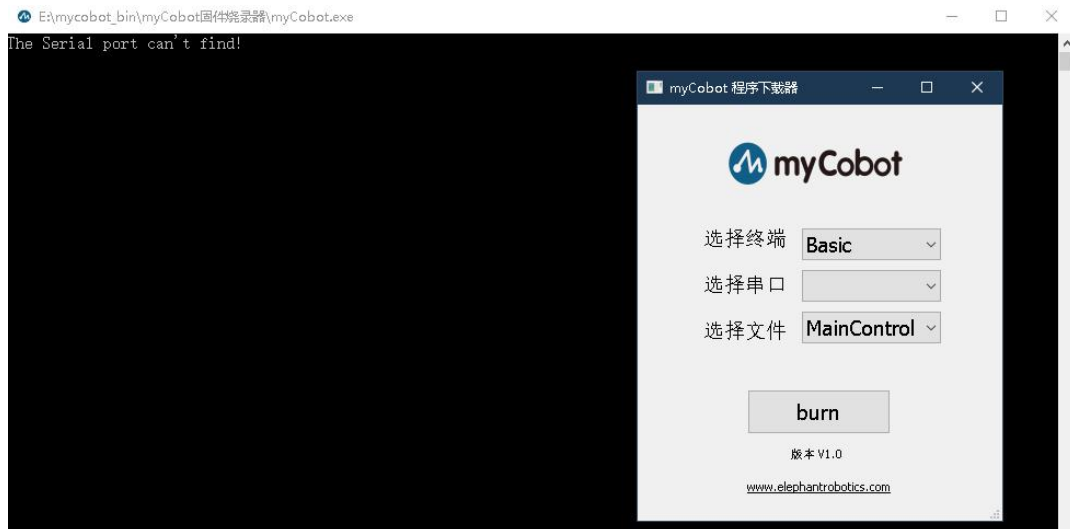 E:\mycobot_bin\myCobot固件烧录器\myCobot.exe
The Serial port can't find!
myCobot 程序下载器
myCobot
选择终端 Basic
选择串口
选择文件 MainControl
burn
版本 V1.0
www.elephantrobotics.com